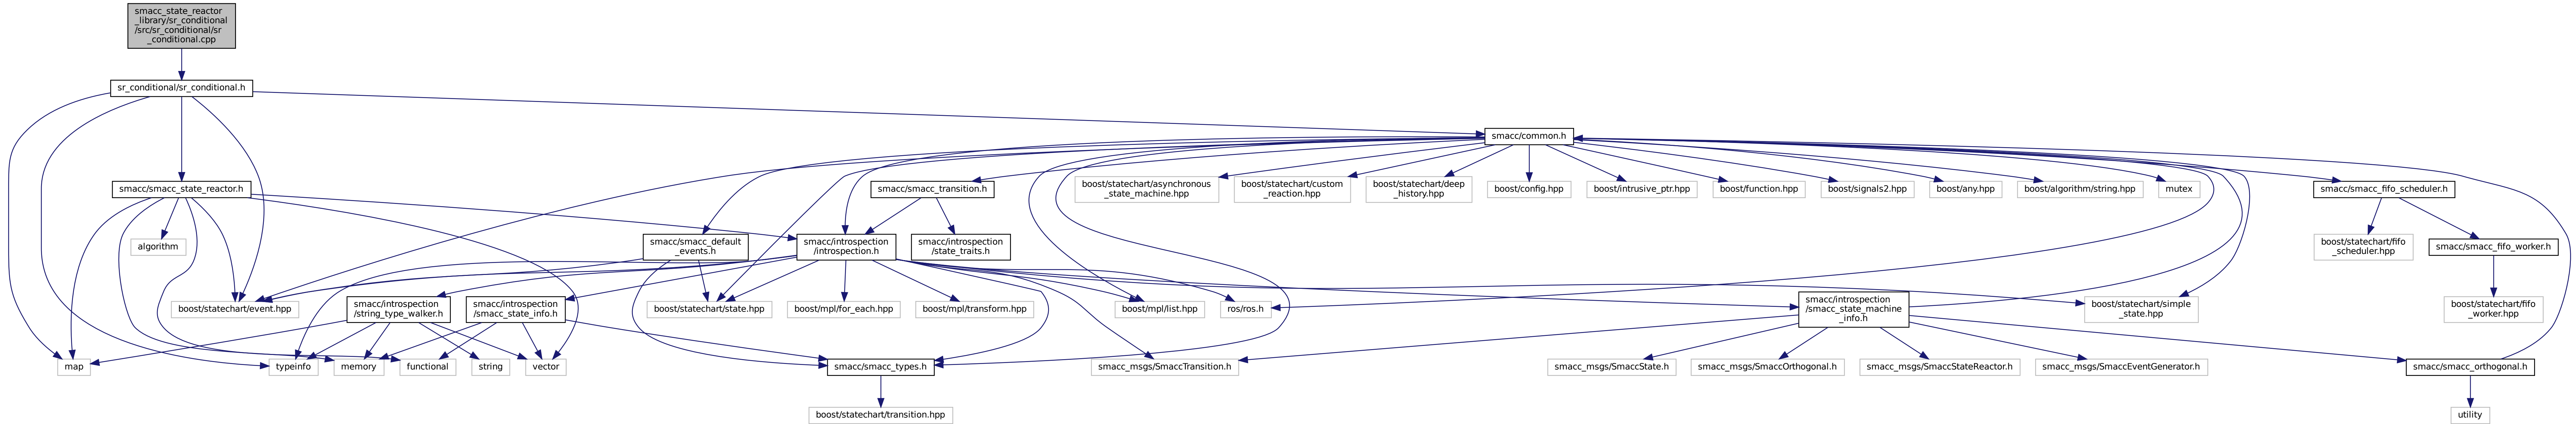 smacc_state_reactor
_library/sr_conditional
/src/sr_conditional/sr
_conditional.cpp
sr_conditional/sr_conditional.h
smacc/common.h
smacc/smacc_state_reactor.h
smacc/smacc_transition.h
boost/statechart/asynchronous
_state_machine.hpp
boost/statechart/custom
_reaction.hpp
boost/statechart/deep
_history.hpp
boost/config.hpp
boost/intrusive_ptr.hpp
boost/function.hpp
boost/signals2.hpp
boost/any.hpp
boost/algorithm/string.hpp
mutex
smacc/smacc_fifo_scheduler.h
algorithm
smacc/smacc_default
_events.h
smacc/introspection
/introspection.h
smacc/introspection
/state_traits.h
boost/statechart/fifo
_scheduler.hpp
smacc/smacc_fifo_worker.h
boost/statechart/event.hpp
smacc/introspection
/string_type_walker.h
smacc/introspection
/smacc_state_info.h
boost/statechart/state.hpp
boost/mpl/for_each.hpp
boost/mpl/transform.hpp
boost/mpl/list.hpp
ros/ros.h
smacc/introspection
/smacc_state_machine
_info.h
boost/statechart/simple
_state.hpp
boost/statechart/fifo
_worker.hpp
map
typeinfo
memory
functional
string
vector
smacc/smacc_types.h
smacc_msgs/SmaccTransition.h
smacc_msgs/SmaccState.h
smacc_msgs/SmaccOrthogonal.h
smacc_msgs/SmaccStateReactor.h
smacc_msgs/SmaccEventGenerator.h
smacc/smacc_orthogonal.h
boost/statechart/transition.hpp
utility